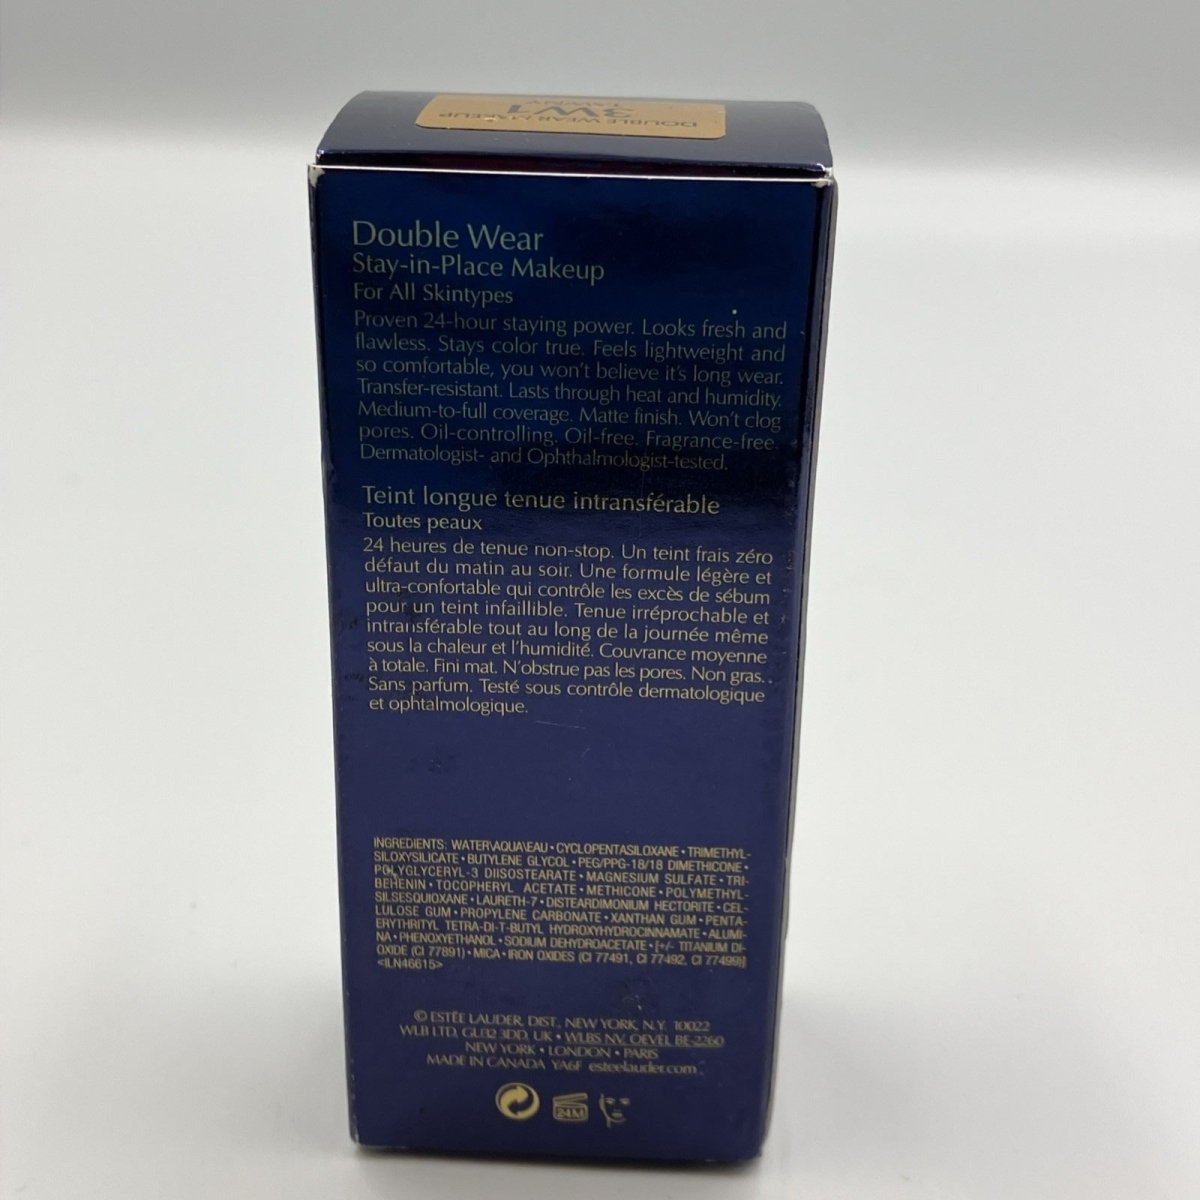 DOUBLE WEAR MAKEUP
3W1
TAWNY
Double Wear
Stay-in-Place Makeup
For All Skintypes
Proven 24-hour staying power. Looks fresh and
flawless. Stays color true. Feels lightweight and
so comfortable, you won't believe it's long wear.
Transfer-resistant. Lasts through heat and humidity.
Medium-to-full coverage. Matte finish. Won't clog
pores. Oil-controlling. Oil-free. Fragrance-free.
Dermatologist- and Ophthalmologist-tested.
Teint longue tenue intransférable
Toutes peaux
24 heures de tenue non-stop. Un teint frais zéro
défaut du matin au soir. Une formule légère et
ultra-confortable qui contrôle les excès de sébum
pour un teint infaillible. Tenue irréprochable et
intransférable tout au long de la journée même
sous la chaleur et l'humidité. Couvrance moyenne
à totale. Fini mat. N'obstrue pas les pores. Non gras.
Sans parfum. Testé sous contrôle dermatologique
et ophtalmologique.
INGREDIENTS: WATER\AQUA\EAU • CYCLOPENTASILOXANE • TRIMETHYL-
SILOXYSILICATE • BUTYLENE GLYCOL • PEG/PPG-18/18 DIMETHICONE •
POLYGLYCERYL-3 DIISOSTEARATE • MAGNESIUM SULFATE • TRI-
BEHENIN • TOCOPHERYL ACETATE • METHICONE • POLYMETHYL-
SILSESQUIOXANE • LAURETH-7 • DISTEARDIMONIUM HECTORITE • CEL-
LULOSE GUM • PROPYLENE CARBONATE • XANTHAN GUM • PENTA-
ERYTHRITYL TETRA-DI-T-BUTYL HYDROXYHYDROCINNAMATE • ALUMI-
NA • PHENOXYETHANOL • SODIUM DEHYDROACETATE • [+/- TITANIUM DI-
OXIDE (CI 77891) • MICA • IRON OXIDES (CI 77491, CI 77492, CI 77499)]
<ILN46615>
© ESTĒE LAUDER, DIST., NEW YORK, N.Y. 10022
WLB LTD, GU32 3DD, UK • WLBS NV, OEVEL BE-2260
NEW YORK • LONDON • PARIS
MADE IN CANADA YA6F esteelauder.com
24M